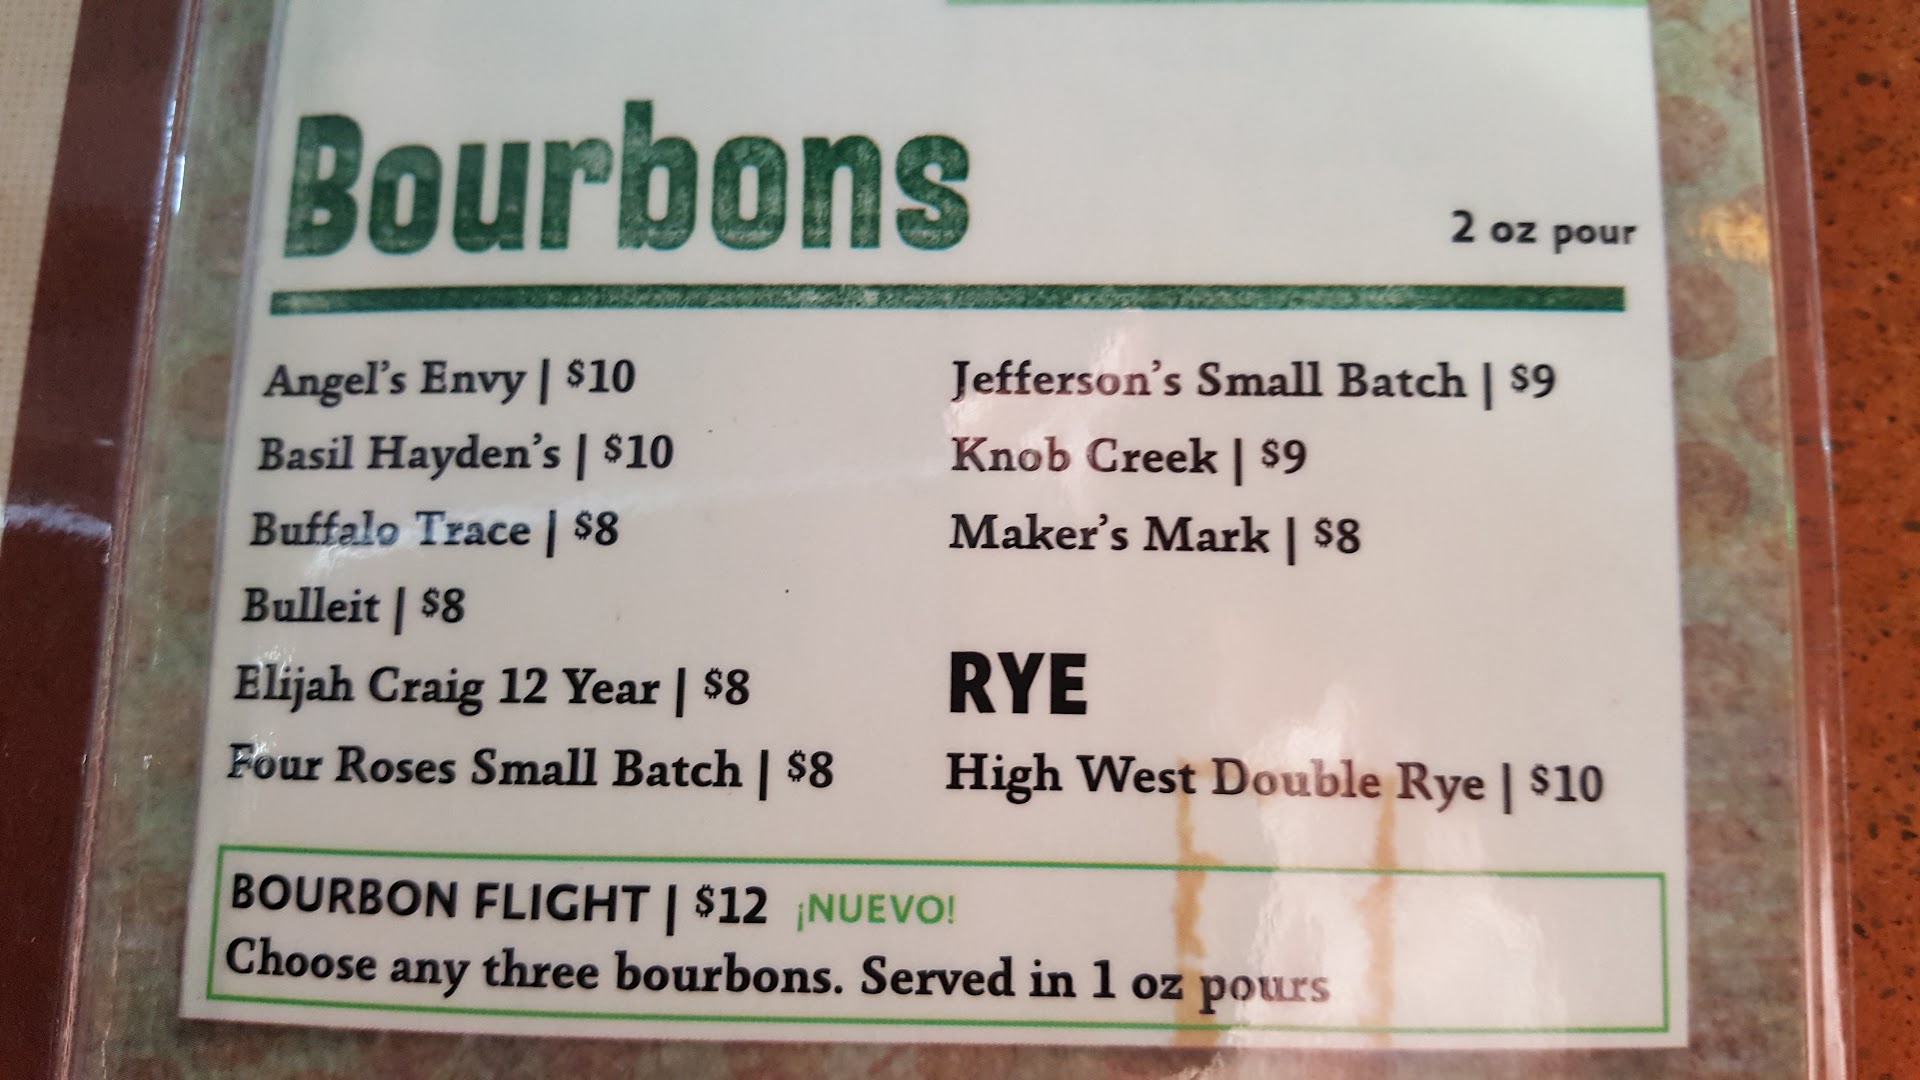 Bourbons
2 oz pour
Angel's Envy | $10
Basil Hayden's | $10
Buffalo Trace | $8
Bulleit | $8
Elijah Craig 12 Year | $8
Four Roses Small Batch | $8
Jefferson's Small Batch | $9
Knob Creek | $9
Maker's Mark | $8
RYE
High West Double Rye | $10
BOURBON FLIGHT | $12 ¡NUEVO!
Choose any three bourbons. Served in 1 oz pours